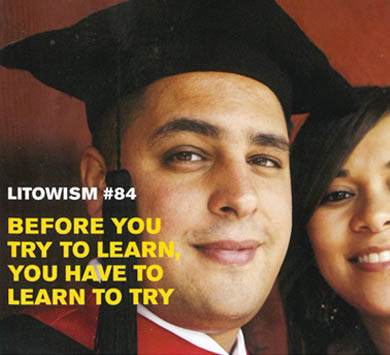 LITOWISM #84
BEFORE YOU
TRY TO LEARN,
YOU HAVE TO
LEARN TO TRY